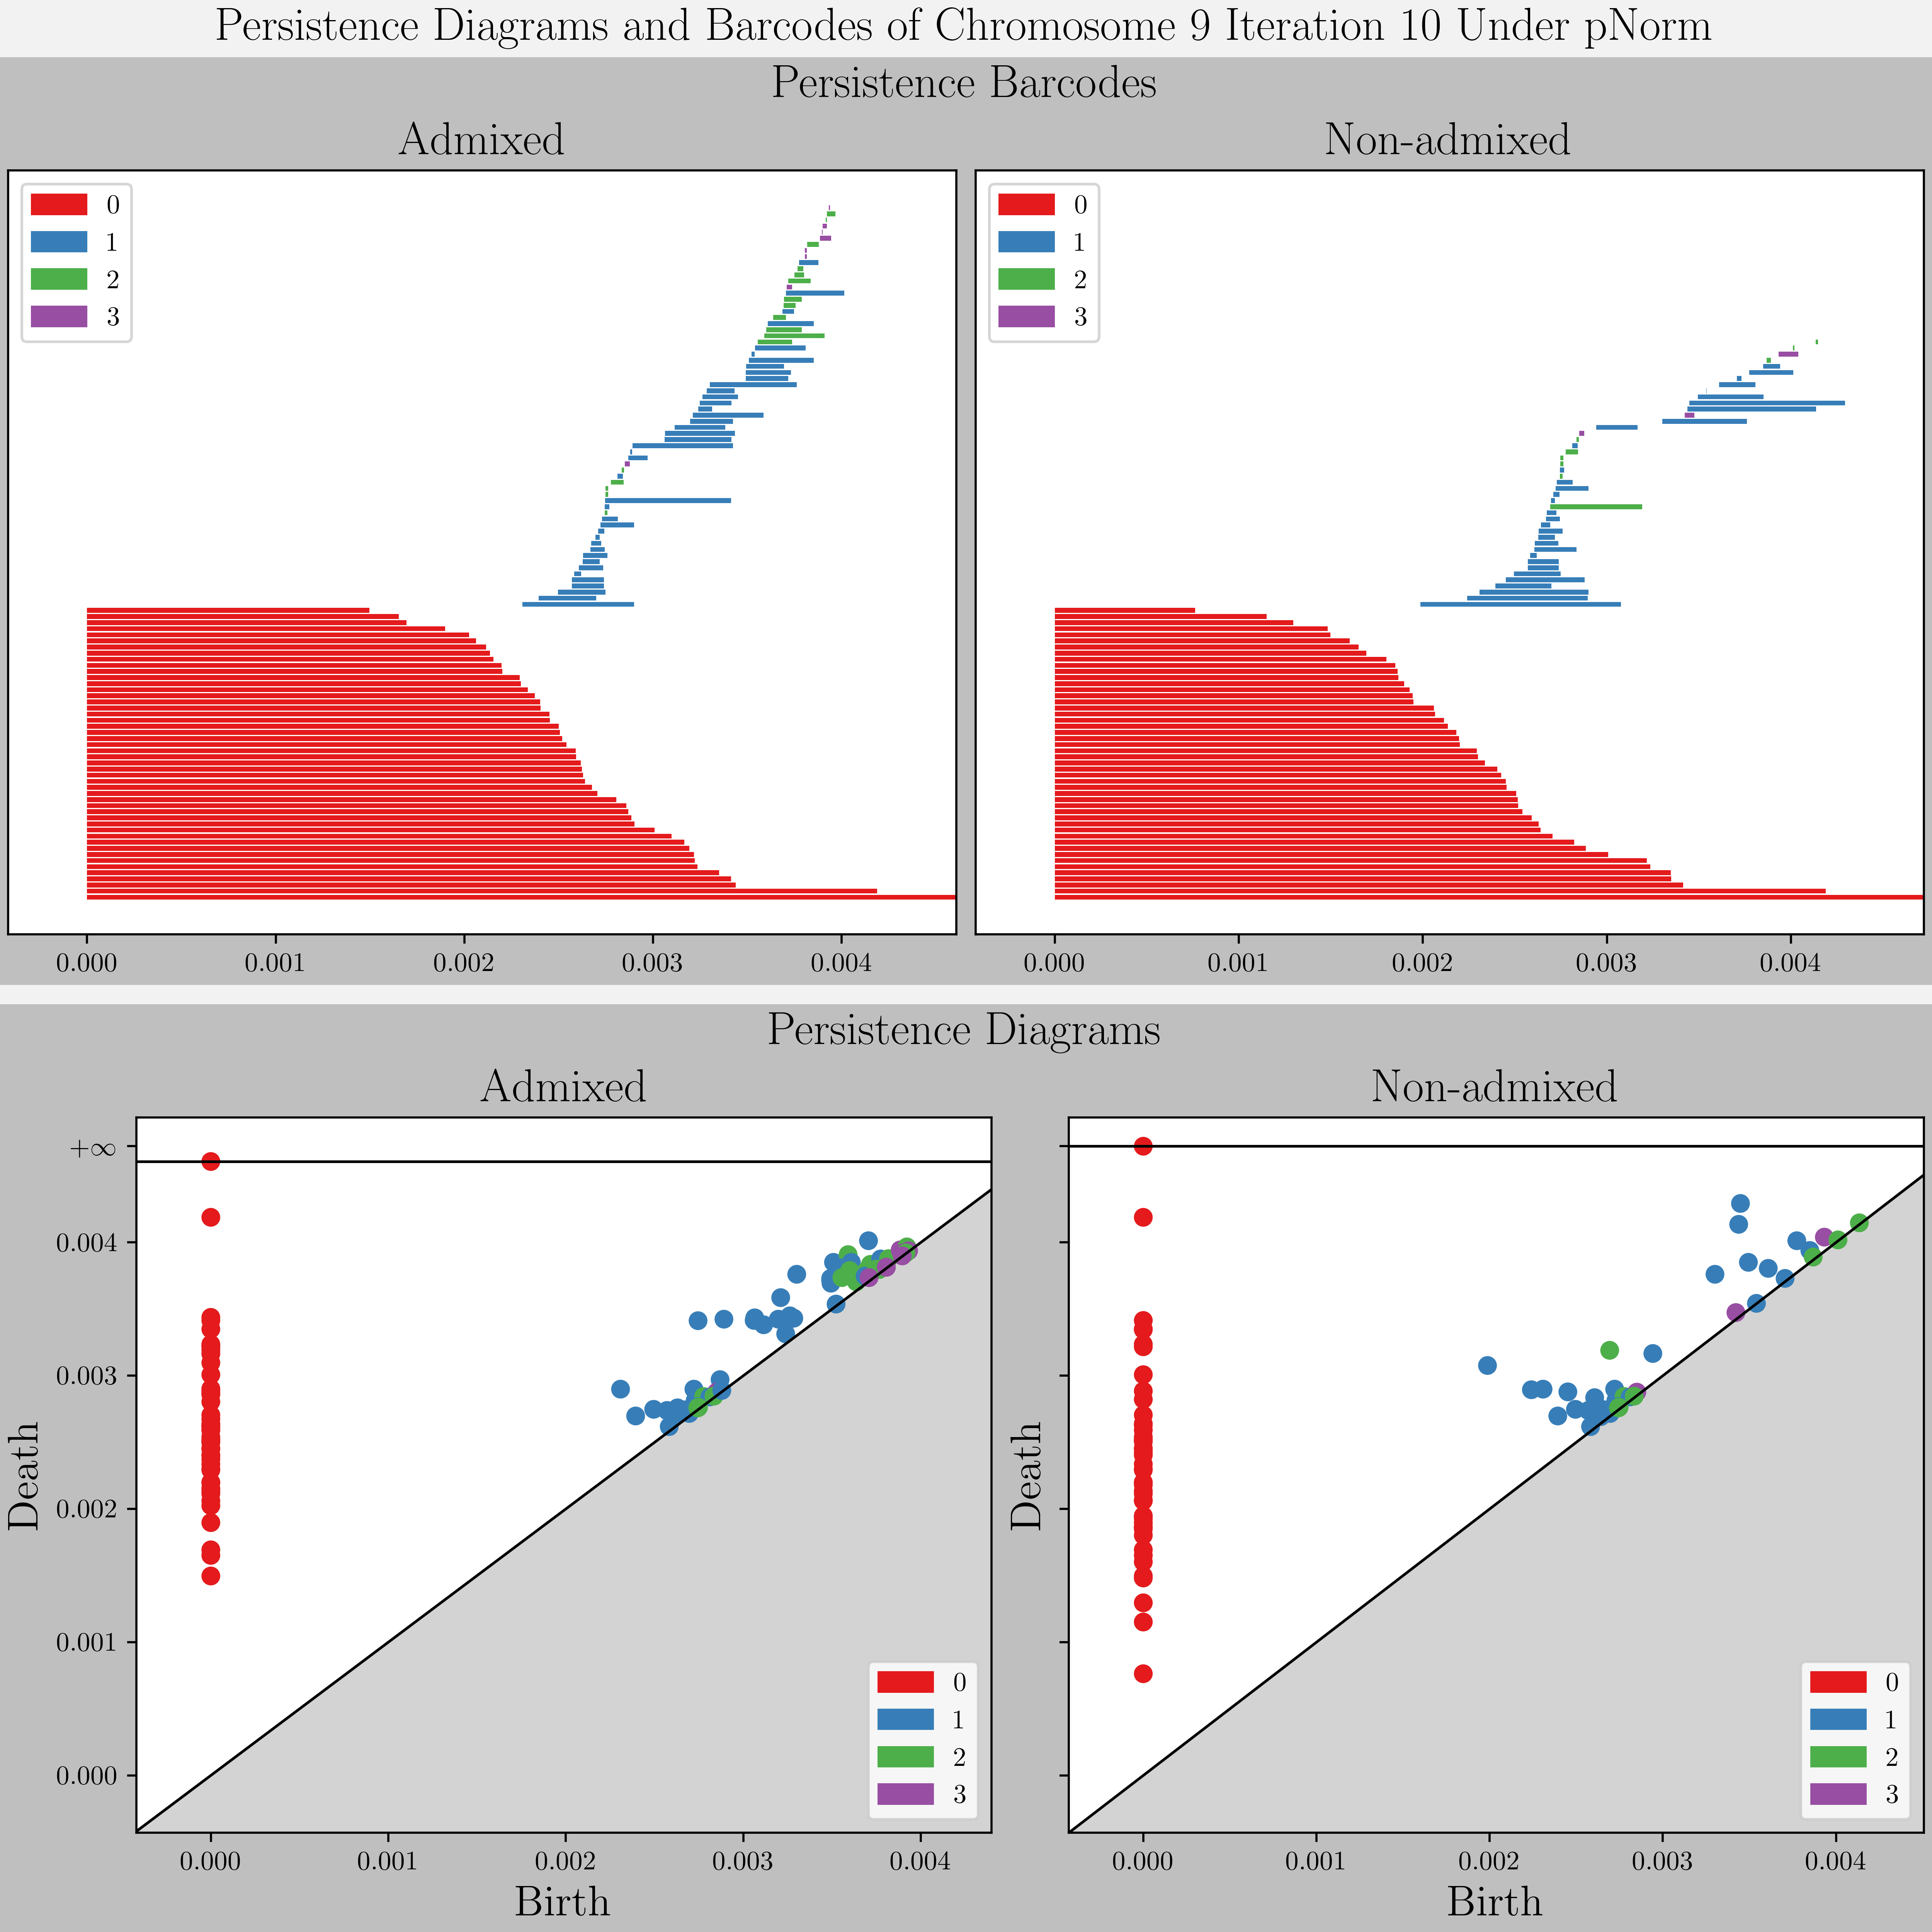 Persistence Diagrams and Barcodes of Chromosome 9 Iteration 10 Under pNorm
Persistence Barcodes
Admixed
Non-admixed
0
1
2
3
0
1
2
3
0.000 0.001 0.002 0.003 0.004
0.000 0.001 0.002 0.003 0.004
Persistence Diagrams
Admixed
Non-admixed
+∞
0.004
0.003
0.002
0.001
0.000
Death
0
1
2
3
0.000 0.001 0.002 0.003 0.004
Birth
Death
0
1
2
3
0.000 0.001 0.002 0.003 0.004
Birth